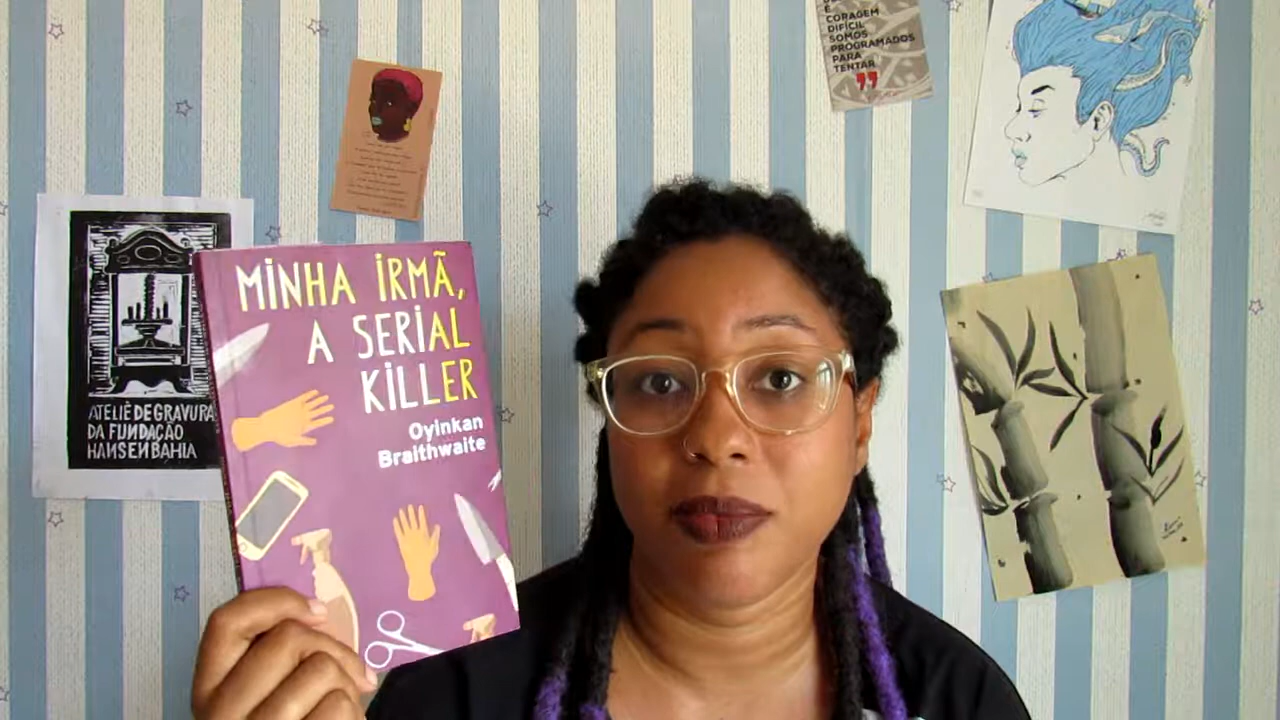 E
CORAGEM
DIFÍCIL
SOMOS
PROGRAMADOS
PARA
TENTAR
MINHA IRMÃ,
A SERIAL
KILLER
Oyinkan
Braithwaite
ATELIÊ DE GRAVURA
DA FUNDAÇÃO
HANSEN BAHIA